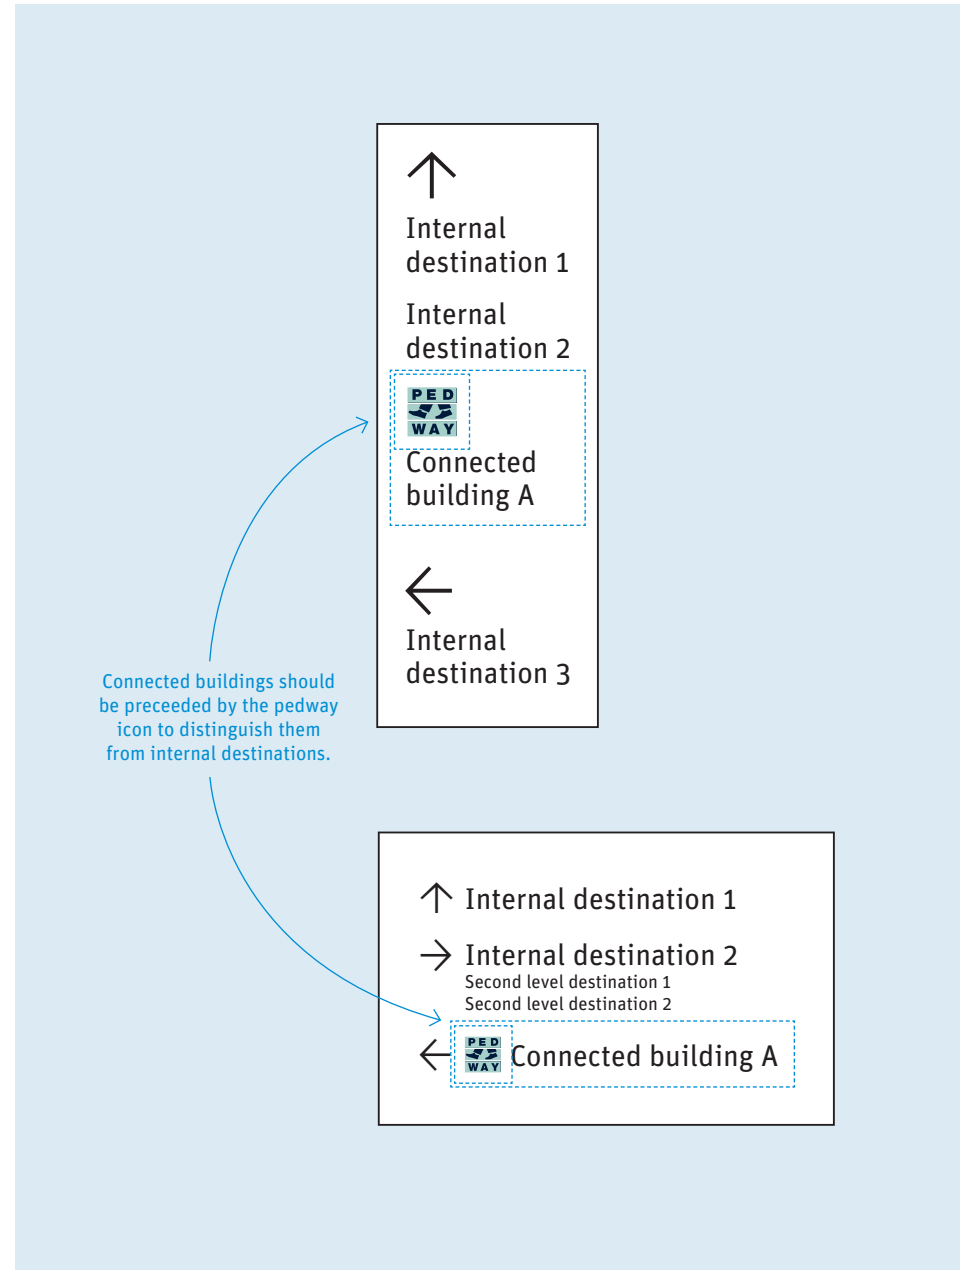 Internal
destination 1
Internal
destination 2
PED
WAY
Connected
building A
Internal
destination 3
Connected buildings should
be preceeded by the pedway
icon to distinguish them
from internal destinations.
Internal destination 1
Internal destination 2
Second level destination 1
Second level destination 2
PED
WAY
Connected building A